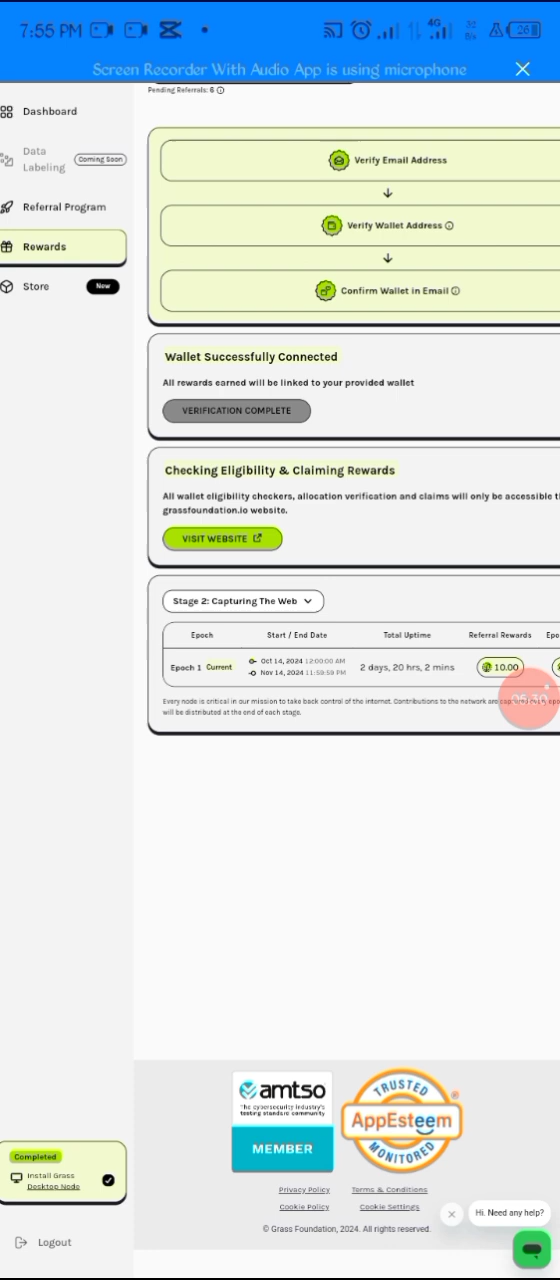 7:55 PM
4G
26
Screen Recorder With Audio App is using microphone
Pending Referrals: 6
Dashboard
Data Labeling
Coming Soon
Referral Program
Rewards
Store
New
Verify Email Address
Verify Wallet Address
Confirm Wallet in Email
Wallet Successfully Connected
All rewards earned will be linked to your provided wallet
VERIFICATION COMPLETE
Checking Eligibility & Claiming Rewards
All wallet eligibility checkers, allocation verification and claims will only be accessible
grassfoundation.io website.
VISIT WEBSITE
Stage 2: Capturing The Web
Epoch Start / End Date Total Uptime Referral Rewards
Epoch 1 Current
Oct 14, 2024 12:00:00 AM
Nov 14, 2024 11:59:59 PM
2 days, 20 hrs, 2 mins
10.00
05:30
Every node is critical in our mission to take back control of the internet. Contributions to the network are
will be distributed at the end of each stage.
amtso
The cybersecurity industry's
testing standard community
MEMBER
TRUSTED
AppEsteem
MONITORED
Completed
Install Grass
Desktop Node
Privacy Policy Terms & Conditions
Cookie Policy Cookie Settings
© Grass Foundation, 2024. All rights reserved.
Hi. Need any help?
Logout